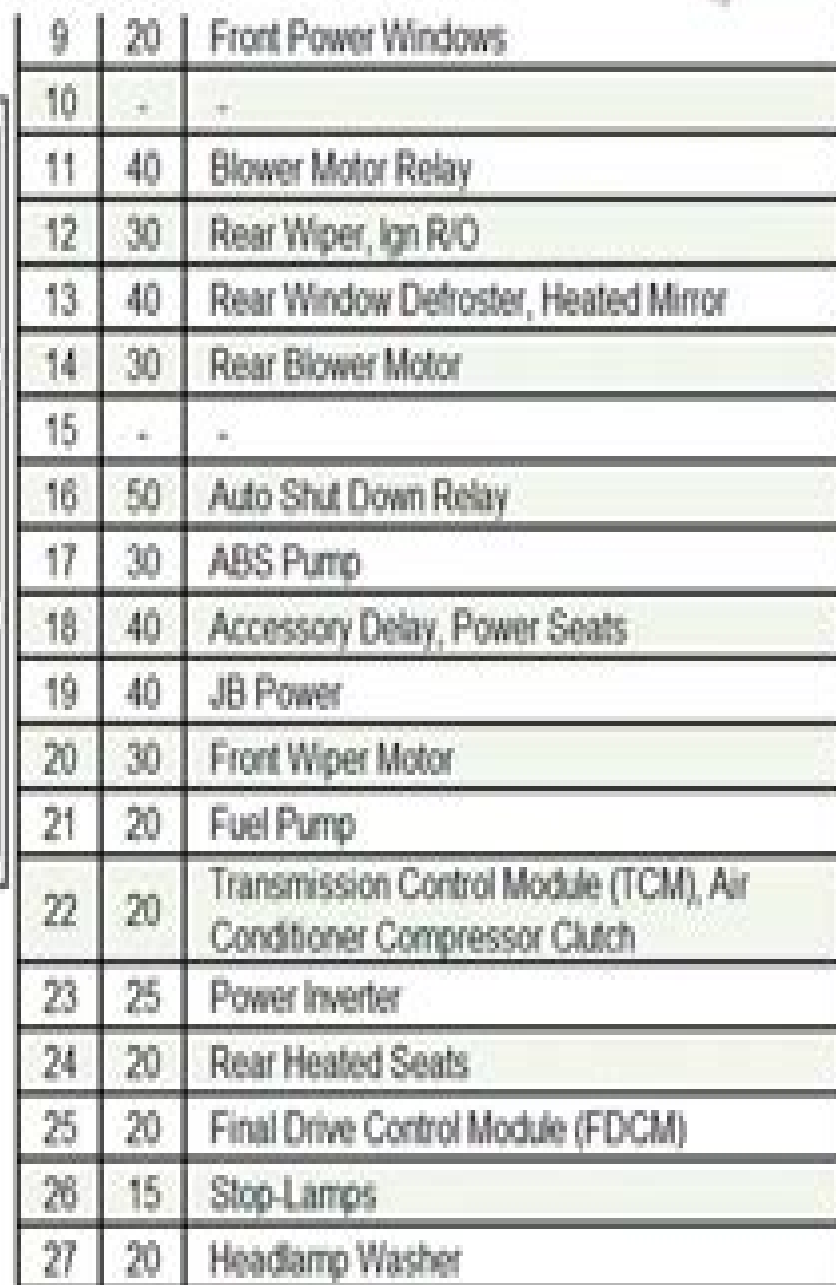 9 20 Front Power Windows
10 - -
11 40 Blower Motor Relay
12 30 Rear Wiper, Ign R/O
13 40 Rear Window Defroster, Heated Mirror
14 30 Rear Blower Motor
15 - -
16 50 Auto Shut Down Relay
17 30 ABS Pump
18 40 Accessory Delay, Power Seats
19 40 JB Power
20 30 Front Wiper Motor
21 20 Fuel Pump
22 20 Transmission Control Module (TCM), Air
Conditioner Compressor Clutch
23 25 Power Inverter
24 20 Rear Heated Seats
25 20 Final Drive Control Module (FDCM)
26 15 Stop-Lamps
27 20 Headlamp Washer